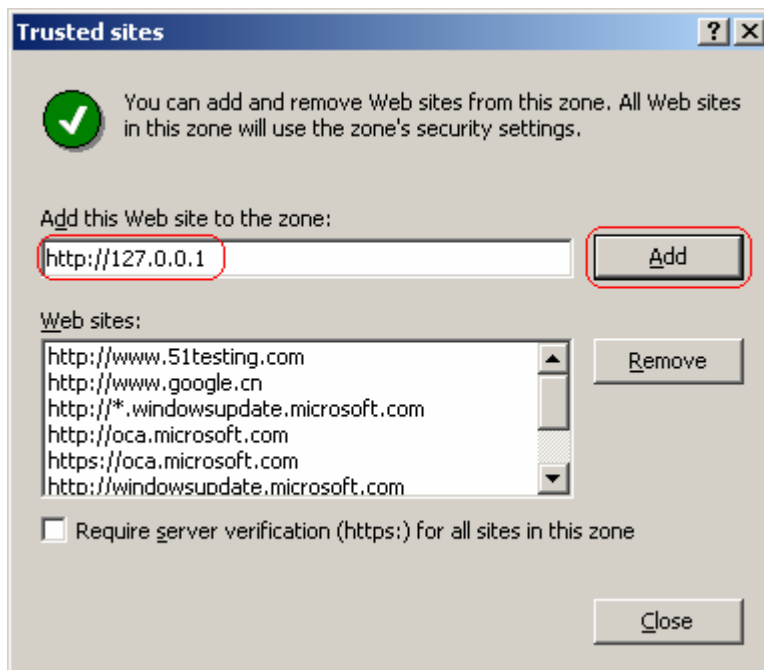 Trusted sites
You can add and remove Web sites from this zone. All Web sites
in this zone will use the zone's security settings.
Add this Web site to the zone:
http://127.0.0.1
Add
Web sites:
http://www.51testing.com
http://www.google.cn
http://*.windowsupdate.microsoft.com
http://oca.microsoft.com
https://oca.microsoft.com
http://windowsupdate.microsoft.com
Remove
Require server verification (https:) for all sites in this zone
Close